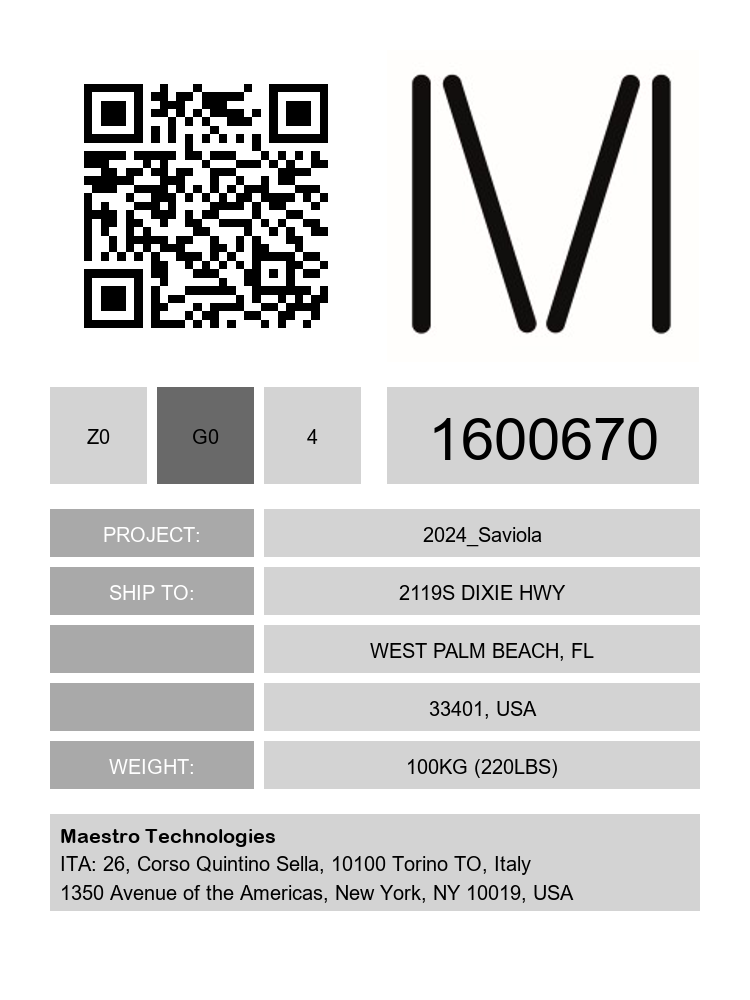 M
Z0 G0 4 1600670
PROJECT: 2024_Saviola
SHIP TO: 2119S DIXIE HWY
WEST PALM BEACH, FL
33401, USA
WEIGHT: 100KG (220LBS)
Maestro Technologies
ITA: 26, Corso Quintino Sella, 10100 Torino TO, Italy
1350 Avenue of the Americas, New York, NY 10019, USA